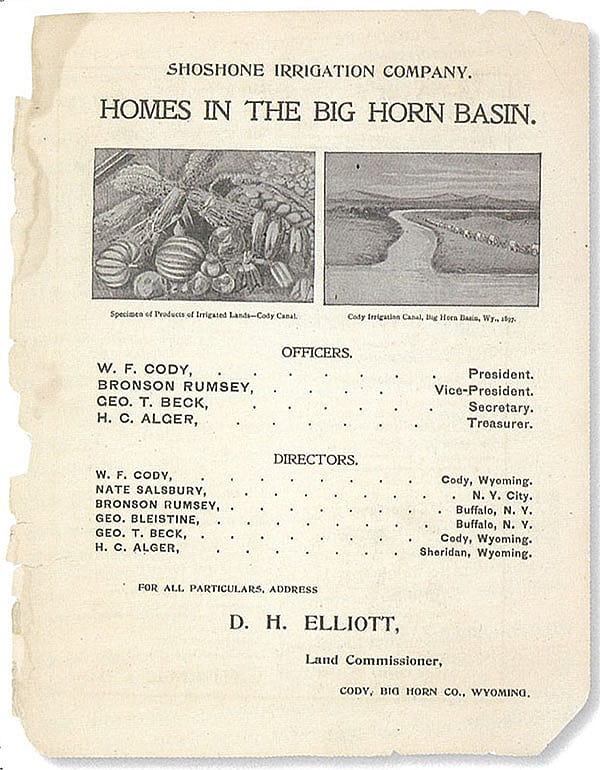 SHOSHONE IRRIGATION COMPANY.
HOMES IN THE BIG HORN BASIN.
Specimen of Products of Irrigated Lands—Cody Canal.
Cody Irrigation Canal, Big Horn Basin, Wy., 1897.
OFFICERS.
W. F. CODY, . . . . . . . President.
BRONSON RUMSEY, . . . . . Vice-President.
GEO. T. BECK, . . . . . . Secretary.
H. C. ALGER, . . . . . . Treasurer.
DIRECTORS.
W. F. CODY, . . . . . . . . Cody, Wyoming.
NATE SALSBURY, . . . . . . . . N. Y. City.
BRONSON RUMSEY, . . . . . . . . Buffalo, N. Y.
GEO. BLEISTINE, . . . . . . . . Buffalo, N. Y.
GEO. T. BECK, . . . . . . . . Cody, Wyoming.
H. C. ALGER, . . . . . . . . Sheridan, Wyoming.
FOR ALL PARTICULARS, ADDRESS
D. H. ELLIOTT,
Land Commissioner,
CODY, BIG HORN CO., WYOMING.